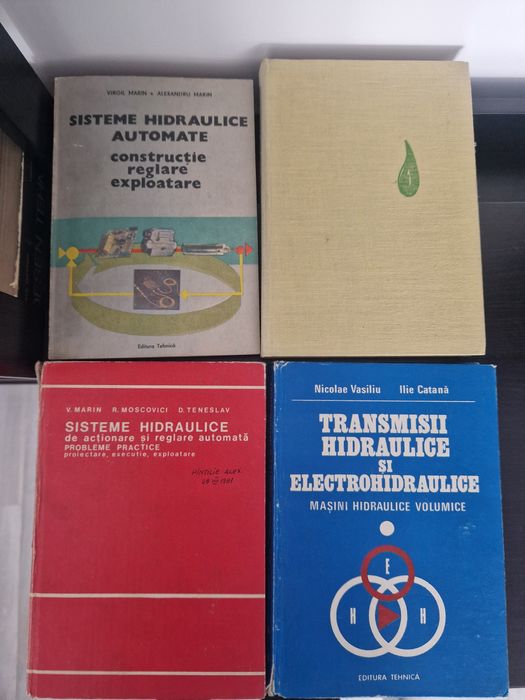 VIRGIL MARIN • ALEXANDRU MARIN
SISTEME HIDRAULICE
AUTOMATE
construcție
reglare
exploatare
Editura Tehnică
V. MARIN R. MOSCOVICI D. TENESLAV
SISTEME HIDRAULICE
de acționare și reglare automată
PROBLEME PRACTICE
proiectare, execuție, exploatare
Nicolae Vasiliu Ilie Catană
TRANSMISII
HIDRAULICE
ȘI
ELECTROHIDRAULICE
MAȘINI HIDRAULICE VOLUMICE
E
H H
EDITURA TEHNICĂ